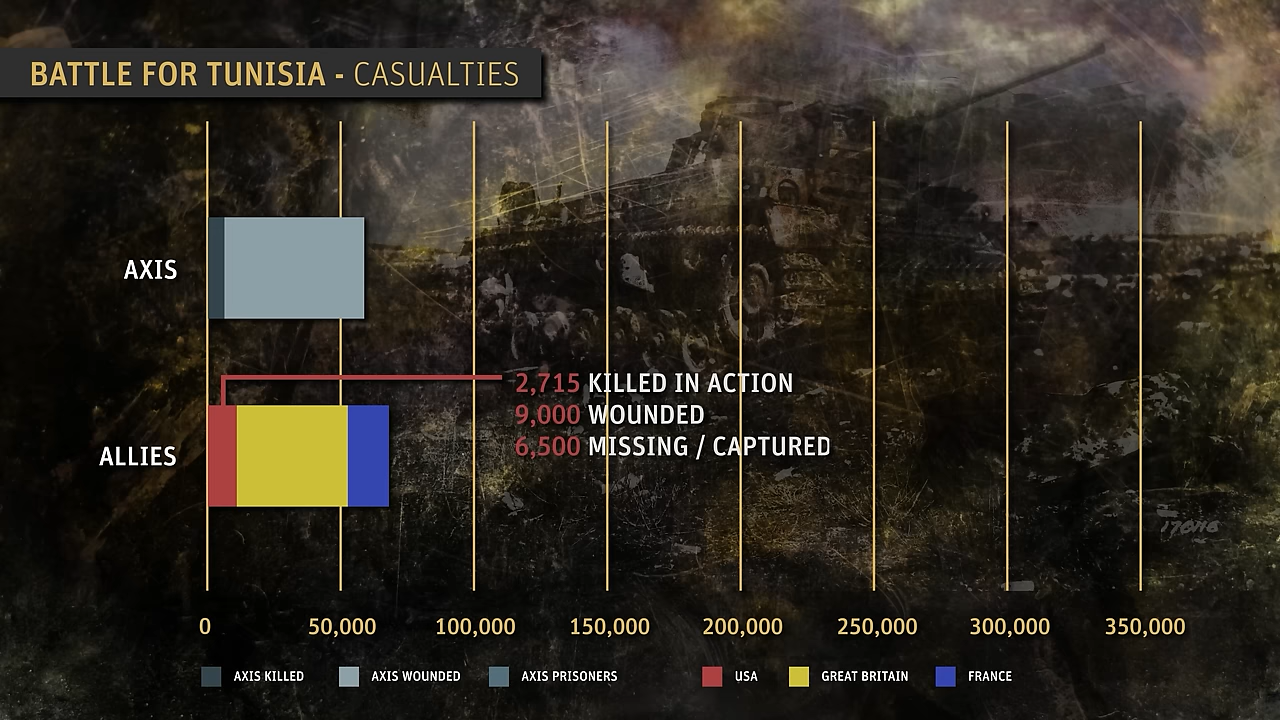 BATTLE FOR TUNISIA - CASUALTIES
AXIS
2,715 KILLED IN ACTION
9,000 WOUNDED
6,500 MISSING / CAPTURED
ALLIES
0 50,000 100,000 150,000 200,000 250,000 300,000 350,000
AXIS KILLED AXIS WOUNDED AXIS PRISONERS USA GREAT BRITAIN FRANCE